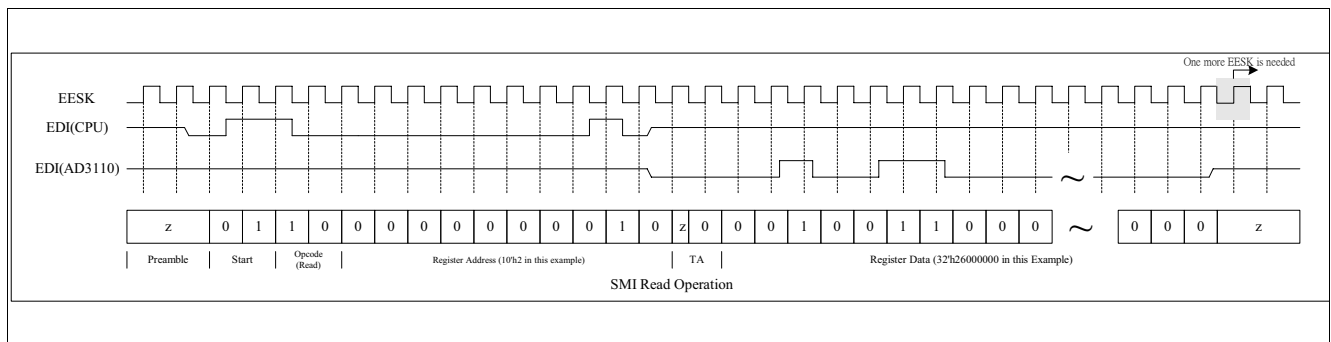 One more EESK is needed
EESK
EDI(CPU)
EDI(AD3110)
~
z 0 1 1 0 0 0 0 0 0 0 0 0 1 0 z 0 0 0 1 0 0 1 1 0 0 0 ~ 0 0 0 z
Preamble Start Opcode (Read) Register Address (10'h2 in this example) TA Register Data (32'h26000000 in this Example)
SMI Read Operation